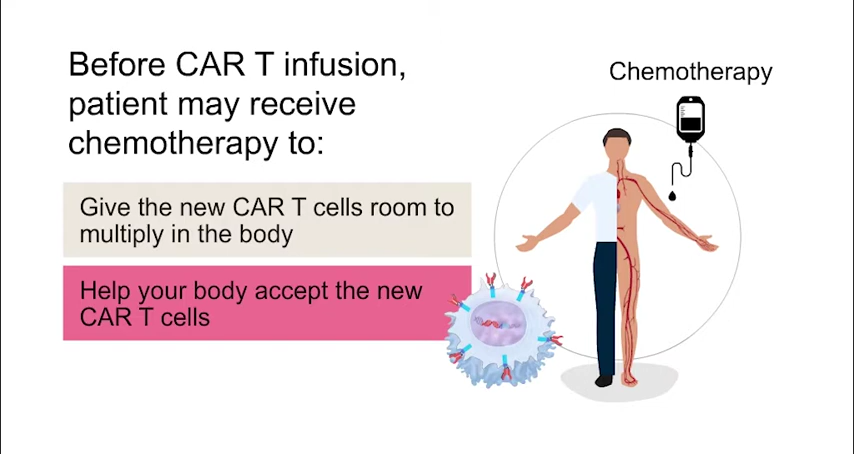 Before CAR T infusion,
patient may receive
chemotherapy to:
Give the new CAR T cells room to
multiply in the body
Help your body accept the new
CAR T cells
Chemotherapy